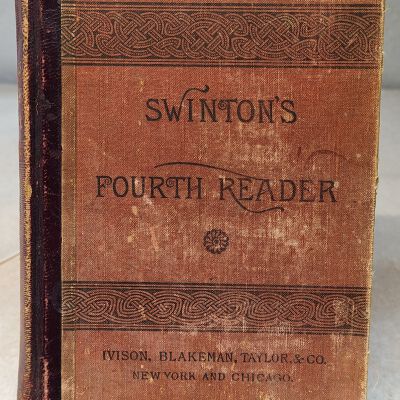 SWINTON'S
FOURTH READER
IVISON, BLAKEMAN, TAYLOR, & CO.
NEW YORK AND CHICAGO.